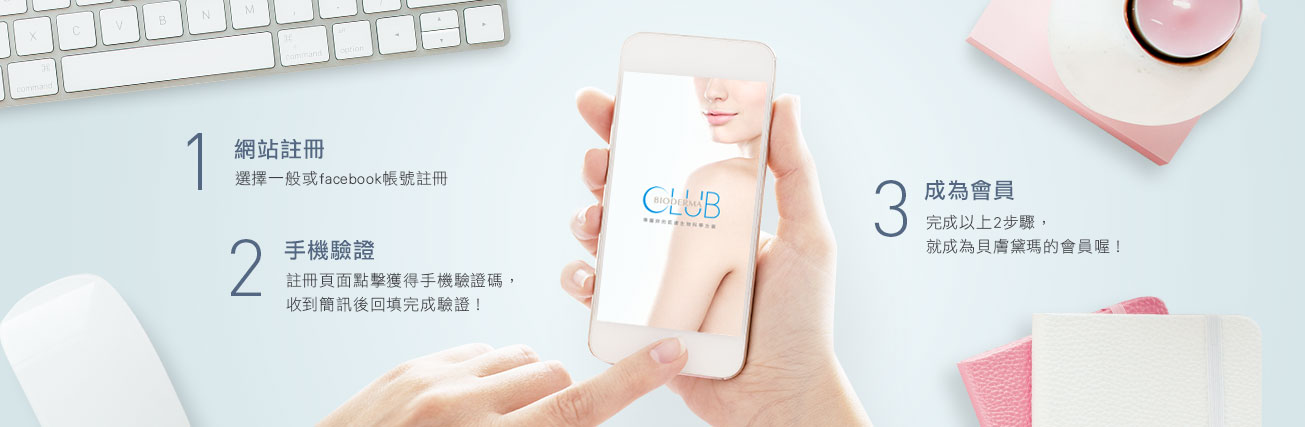 X
C
V
B
N
M
⌘
command
⌘
command
option
1
網站註冊
選擇一般或facebook帳號註冊
2
手機驗證
註冊頁面點擊獲得手機驗證碼，
收到簡訊後回填完成驗證！
CLUB
BIODERMA
3
成為會員
完成以上2步驟，
就成為貝膚黛瑪的會員喔！